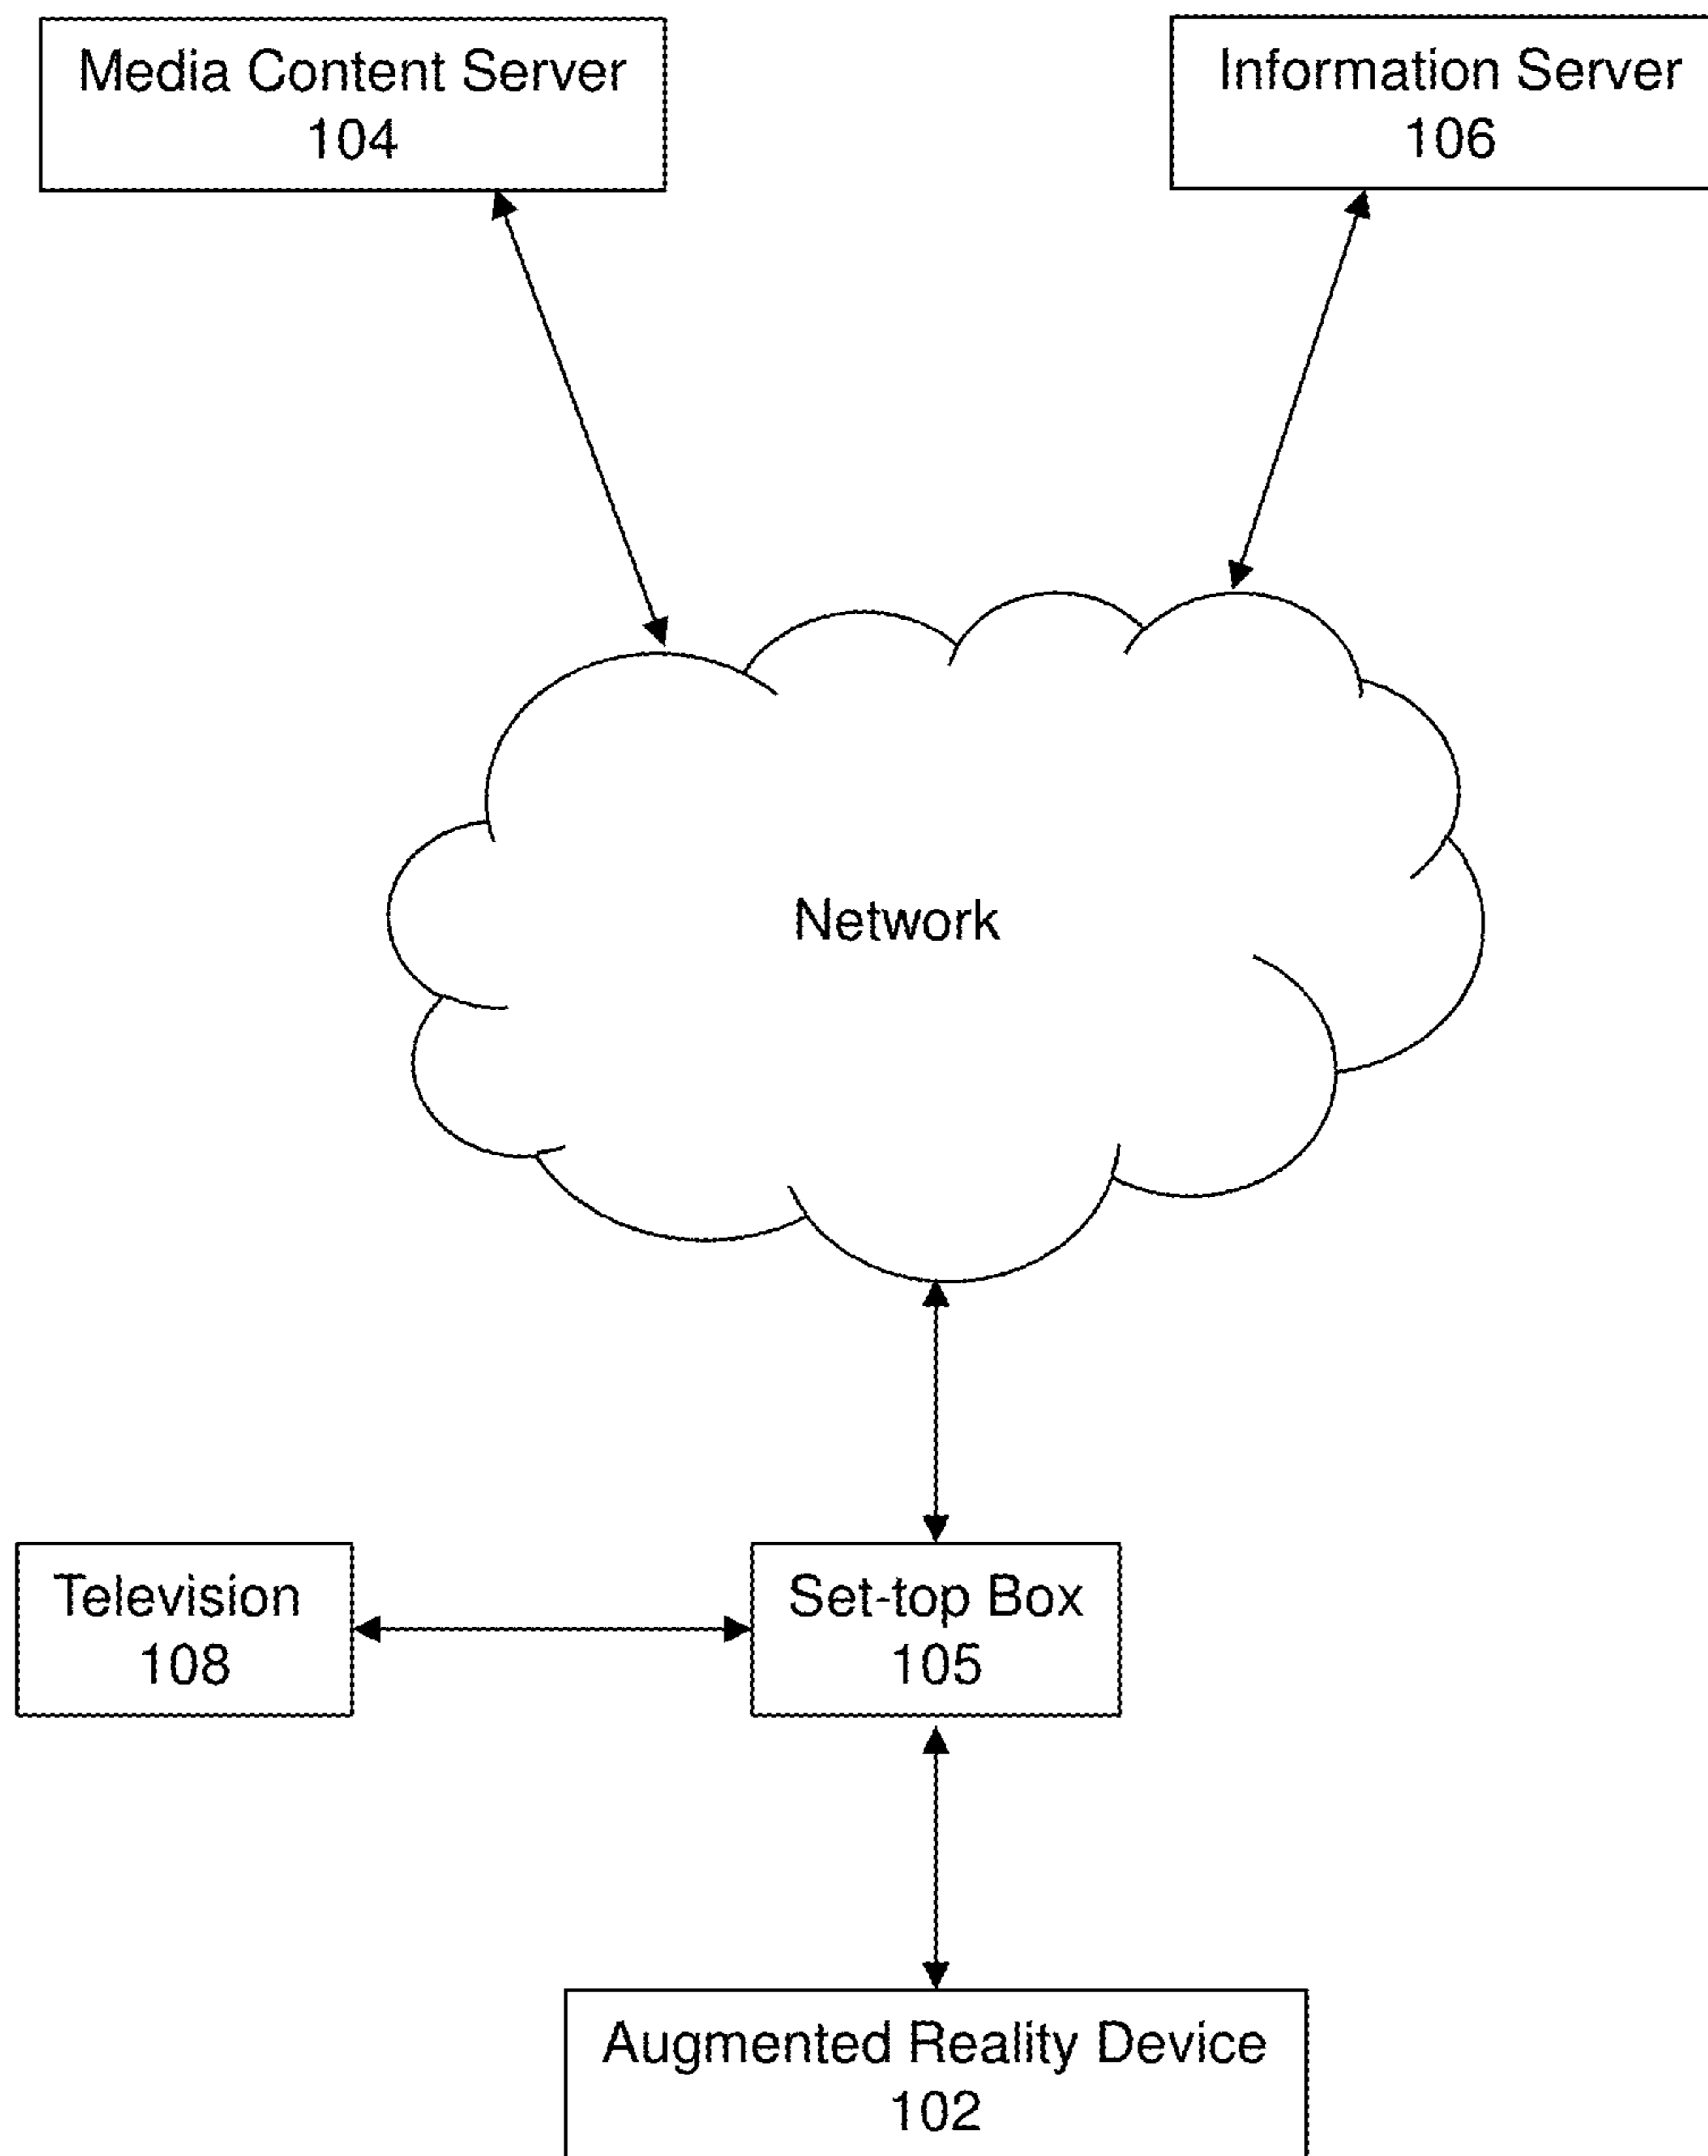 Media Content Server
104
Information Server
106
Network
Television
108
Set-top Box
105
Augmented Reality Device
102